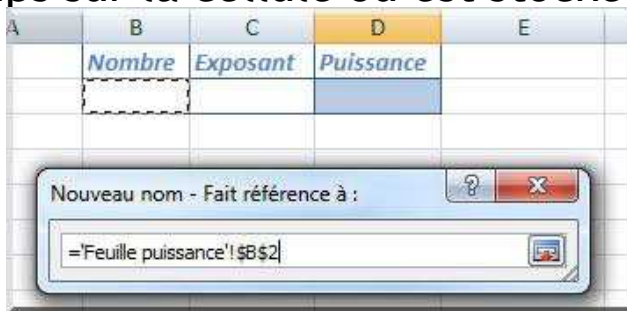 A B C D E
Nombre Exposant Puissance
Nouveau nom - Fait référence à :
='Feuille puissance'!$B$2